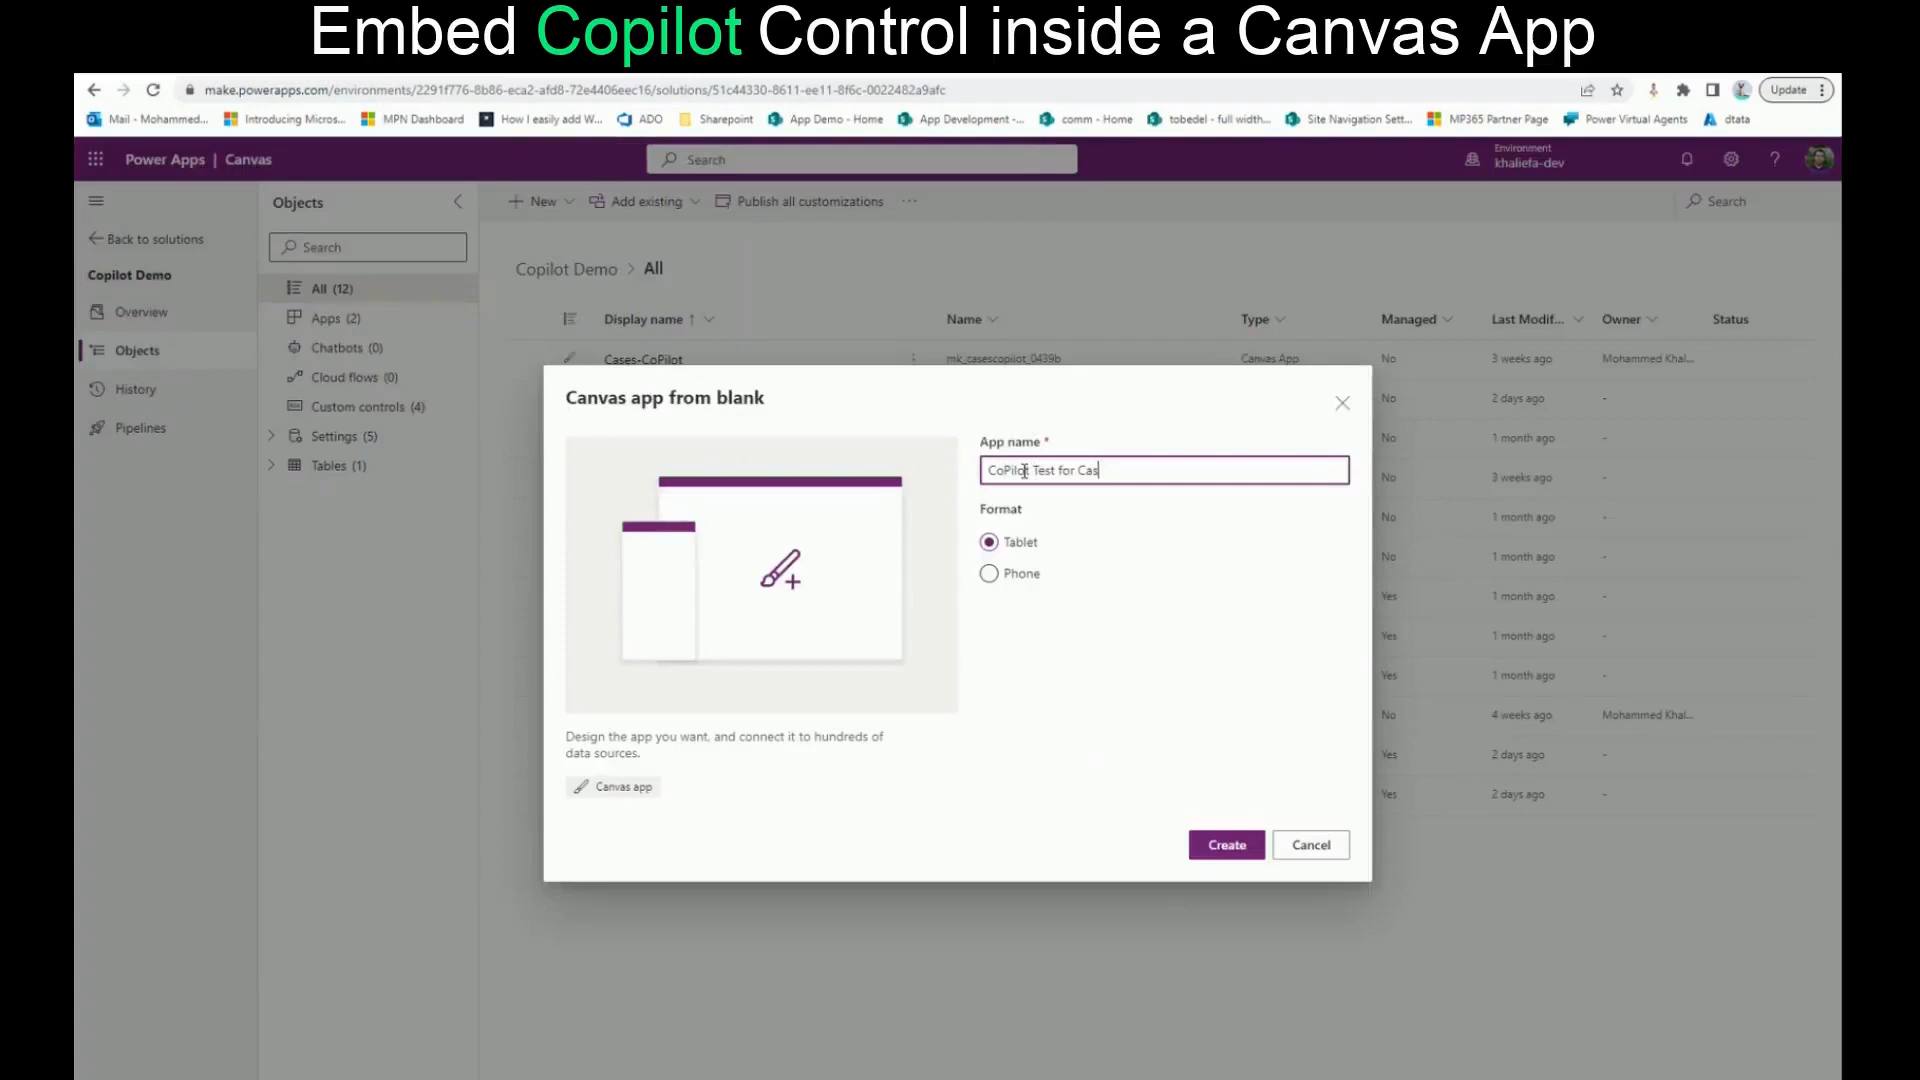 Embed Copilot Control inside a Canvas App
make.powerapps.com/environments/2291f776-8b86-eca2-afd8-72e4406eec16/solutions/51c44330-8611-ee11-8f6c-0022482a9afc
Update
Mail - Mohammed... Introducing Micros... MPN Dashboard How I easily add W... ADO Sharepoint App Demo - Home App Development -... comm - Home tobedel - full width... Site Navigation Sett... MP365 Partner Page Power Virtual Agents dtata
Power Apps | Canvas
Search
Environment
khaliefa-dev
?
Back to solutions
Copilot Demo
Overview
Objects
History
Pipelines
Objects
Search
All (12)
Apps (2)
Chatbots (0)
Cloud flows (0)
Custom controls (4)
Settings (5)
Tables (1)
New Add existing Publish all customizations ... Search
Copilot Demo > All
Display name ↑ Name Type Managed Last Modif... Owner Status
Cases-CoPilot mk_casescopilot_0439b Canvas App No 3 weeks ago Mohammed Khal...
No 2 days ago -
No 1 month ago -
No 3 weeks ago -
No 1 month ago -
No 1 month ago -
Yes 1 month ago -
Yes 1 month ago -
Yes 1 month ago -
No 4 weeks ago Mohammed Khal...
Yes 2 days ago -
Yes 2 days ago -
Canvas app from blank
App name *
CoPilot Test for Cas
Format
Tablet
Phone
Design the app you want, and connect it to hundreds of
data sources.
Canvas app
Create Cancel